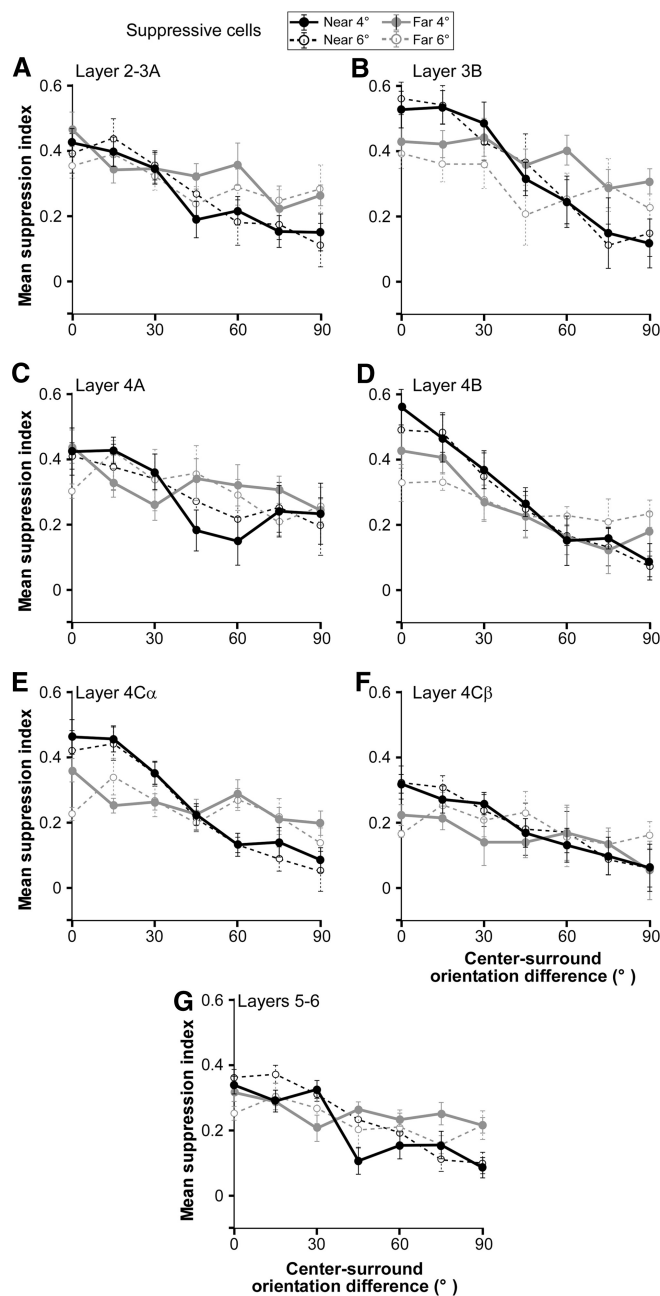 Suppressive cells
Near 4° Far 4°
Near 6° Far 6°
A Layer 2-3A
B Layer 3B
Mean suppression index
0.6
0.4
0.2
0
0 30 60 90
0.6
0.4
0.2
0
0 30 60 90
C Layer 4A
D Layer 4B
Mean suppression index
0.6
0.4
0.2
0
0 30 60 90
0.6
0.4
0.2
0
0 30 60 90
E Layer 4Cα
F Layer 4Cβ
Mean suppression index
0.6
0.4
0.2
0
0 30 60 90
0.6
0.4
0.2
0
0 30 60 90
Center-surround
orientation difference (°)
G Layers 5-6
Mean suppression index
0.6
0.4
0.2
0
0 30 60 90
Center-surround
orientation difference (°)